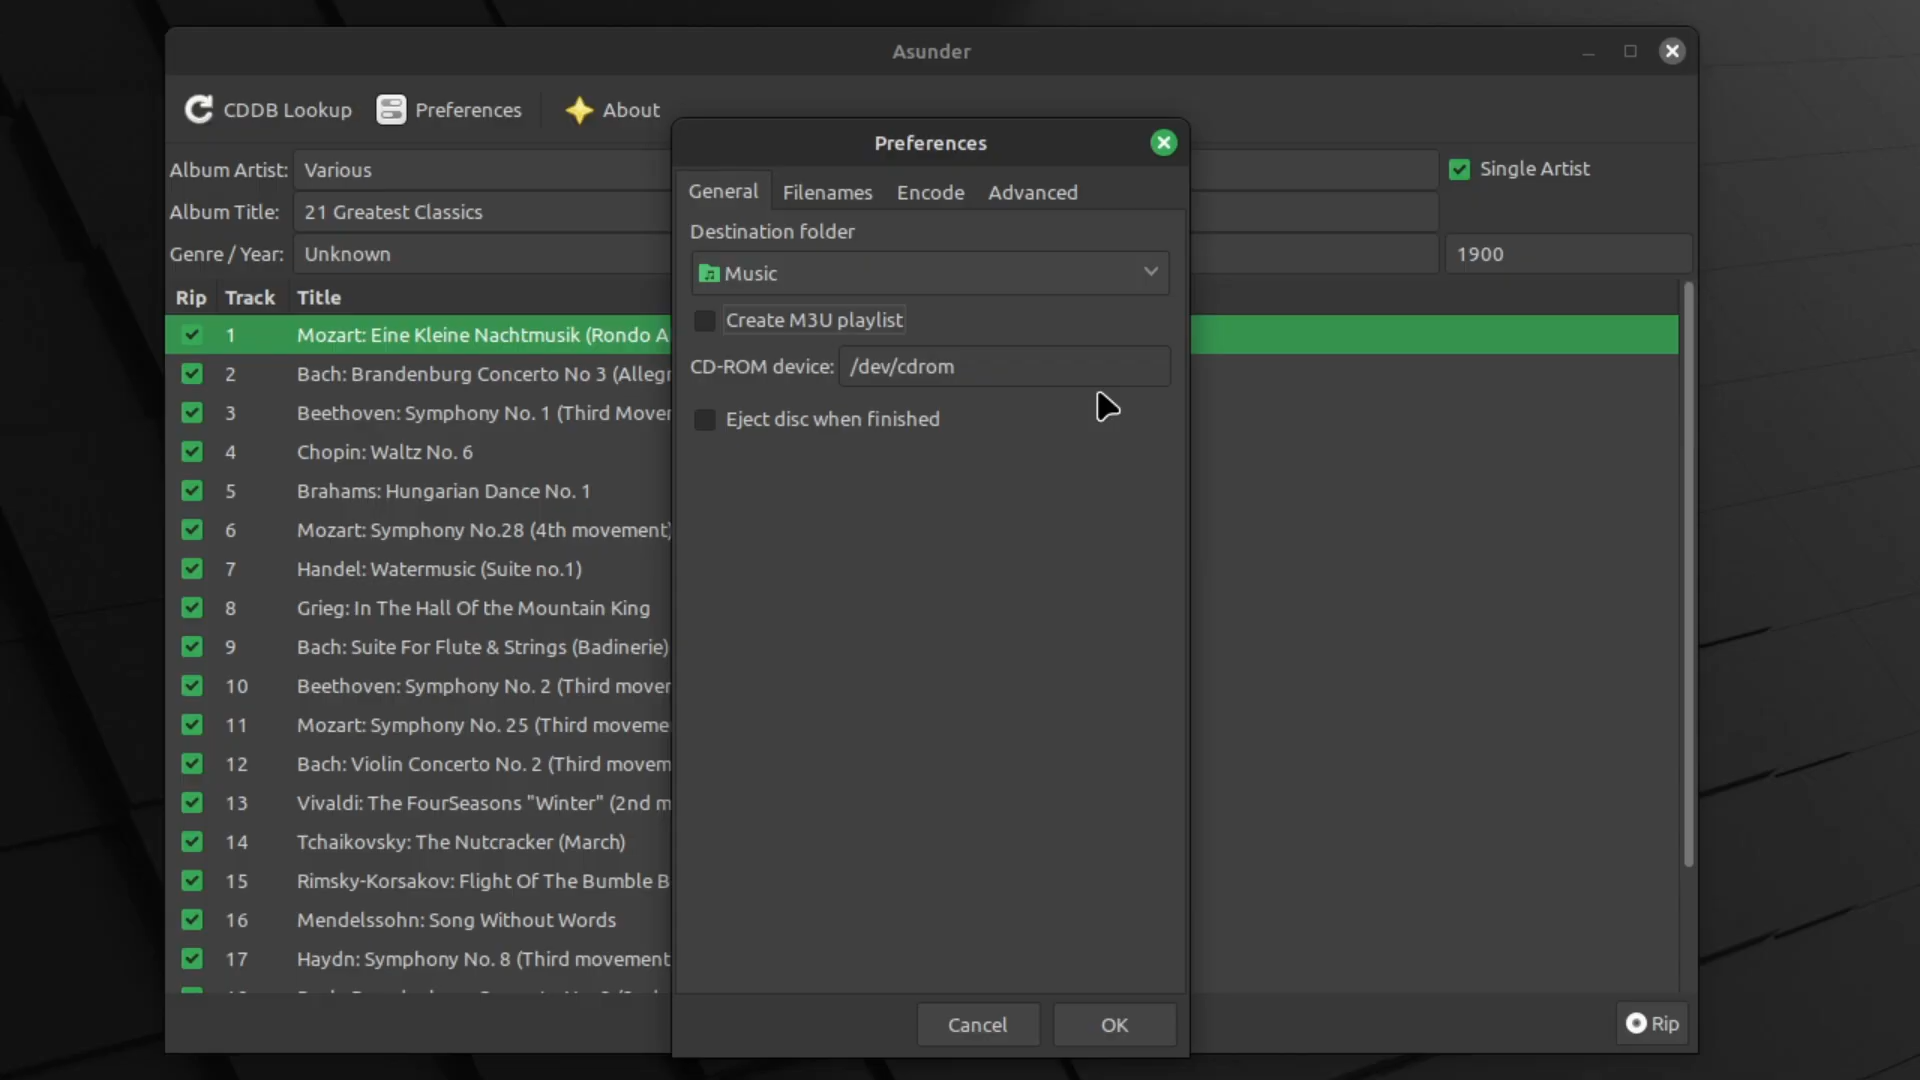 Asunder
CDDB Lookup Preferences About
Preferences
Album Artist: Various
Single Artist
General Filenames Encode Advanced
Album Title: 21 Greatest Classics
Destination folder
Genre / Year: Unknown
1900
Music
Rip Track Title
Create M3U playlist
1 Mozart: Eine Kleine Nachtmusik (Rondo A
CD-ROM device: /dev/cdrom
2 Bach: Brandenburg Concerto No 3 (Allegr
3 Beethoven: Symphony No. 1 (Third Mover
Eject disc when finished
4 Chopin: Waltz No. 6
5 Brahams: Hungarian Dance No. 1
6 Mozart: Symphony No.28 (4th movement)
7 Handel: Watermusic (Suite no.1)
8 Grieg: In The Hall Of the Mountain King
9 Bach: Suite For Flute & Strings (Badinerie)
10 Beethoven: Symphony No. 2 (Third mover
11 Mozart: Symphony No. 25 (Third moveme
12 Bach: Violin Concerto No. 2 (Third movem
13 Vivaldi: The FourSeasons "Winter" (2nd m
14 Tchaikovsky: The Nutcracker (March)
15 Rimsky-Korsakov: Flight Of The Bumble B
16 Mendelssohn: Song Without Words
17 Haydn: Symphony No. 8 (Third movement
Cancel OK
Rip